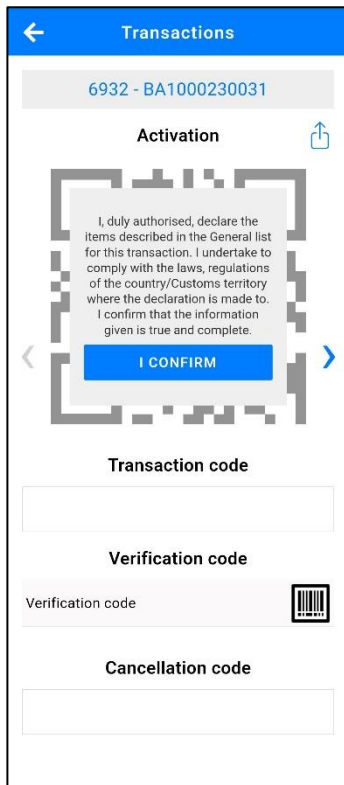 Transactions
6932 - BA1000230031
Activation
I, duly authorised, declare the
items described in the General list
for this transaction. I undertake to
comply with the laws, regulations
of the country/Customs territory
where the declaration is made to.
I confirm that the information
given is true and complete.
I CONFIRM
Transaction code
Verification code
Verification code
Cancellation code